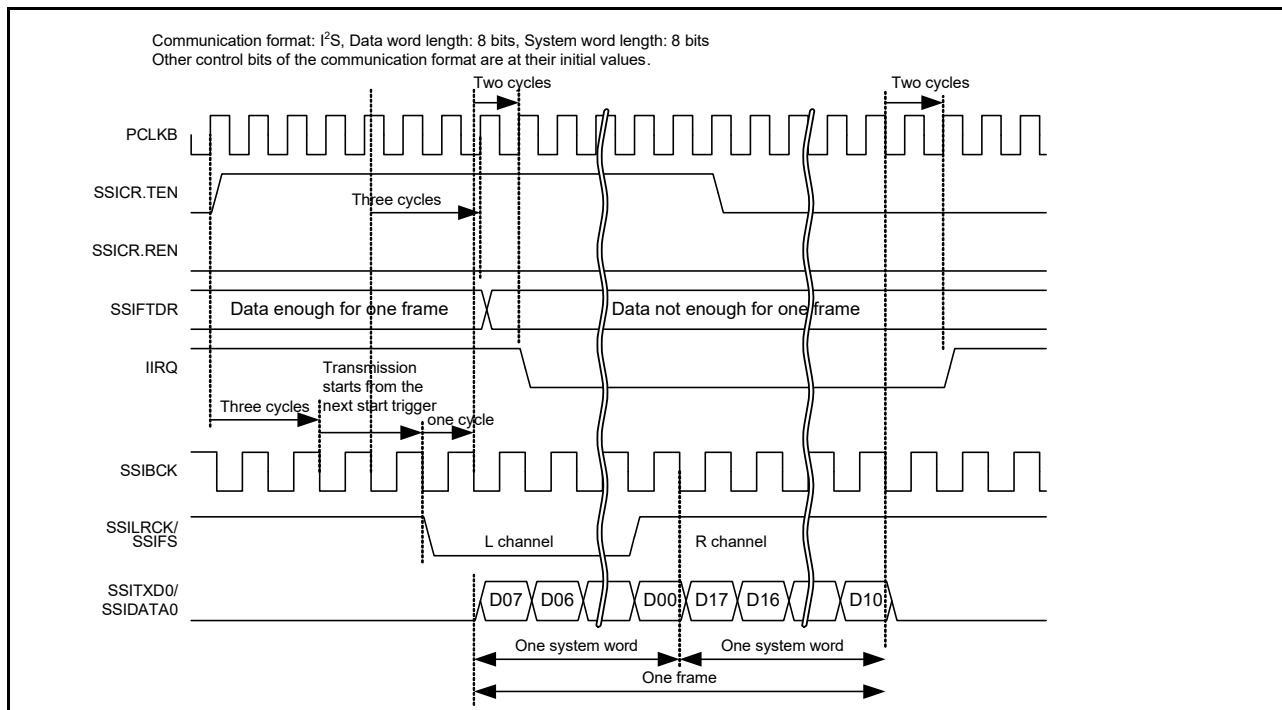 Communication format: I²S, Data word length: 8 bits, System word length: 8 bits
Other control bits of the communication format are at their initial values.
Two cycles
Two cycles
PCLKB
SSICR.TEN
Three cycles
SSICR.REN
SSIFTDR
Data enough for one frame
Data not enough for one frame
IIRQ
Transmission
starts from the
next start trigger
Three cycles
one cycle
SSIBCK
SSILRCK/
SSIFS
L channel
R channel
SSITXD0/
SSIDATA0
D07
D06
D00
D17
D16
D10
One system word
One system word
One frame